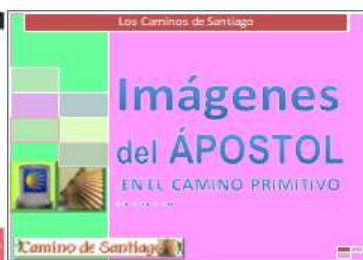 Los Caminos de Santiago
Imágenes
del ÁPOSTOL
EN EL CAMINO PRIMITIVO
Camino de Santiago